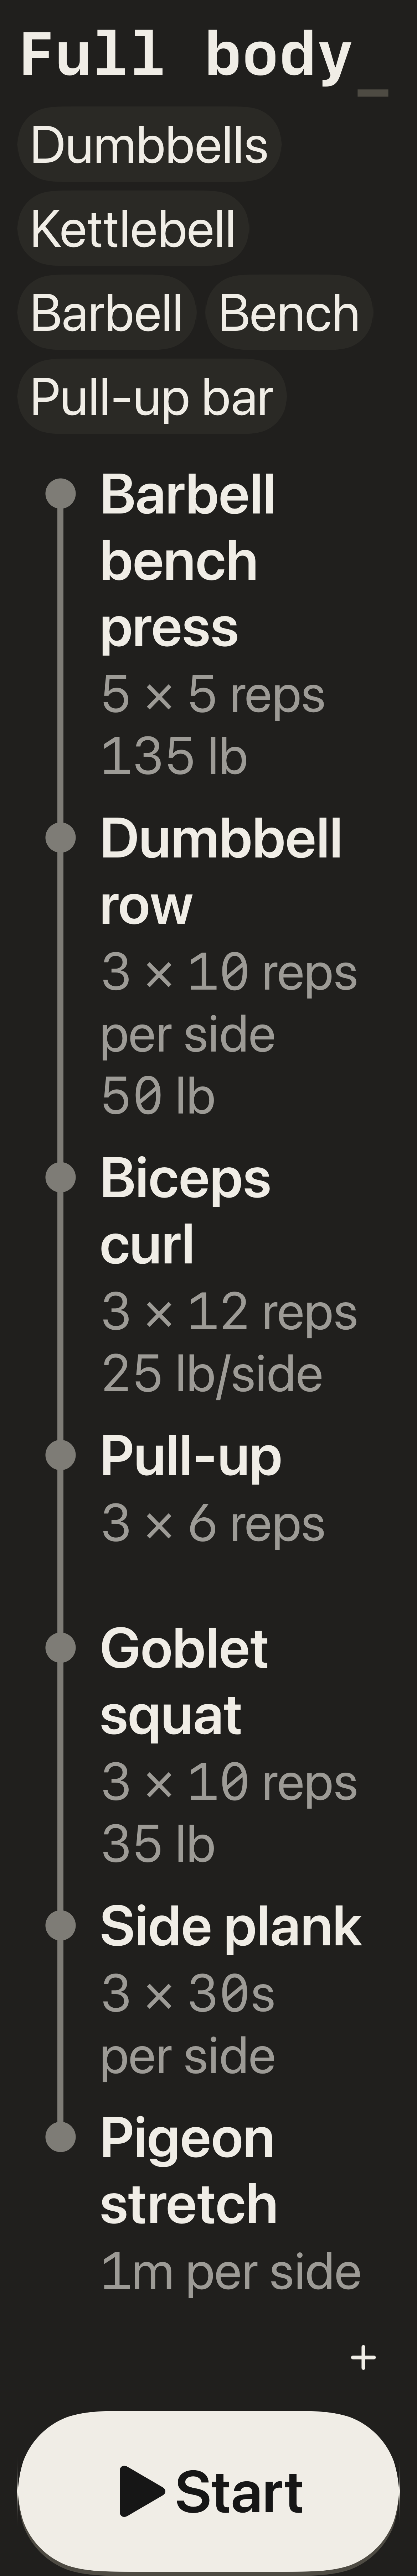 Full body_
Dumbbells
Kettlebell
Barbell Bench
Pull-up bar
Barbell
bench
press
5 × 5 reps
135 lb
Dumbbell
row
3 × 10 reps
per side
50 lb
Biceps
curl
3 × 12 reps
25 lb/side
Pull-up
3 × 6 reps
Goblet
squat
3 × 10 reps
35 lb
Side plank
3 × 30s
per side
Pigeon
stretch
1m per side
+
Start